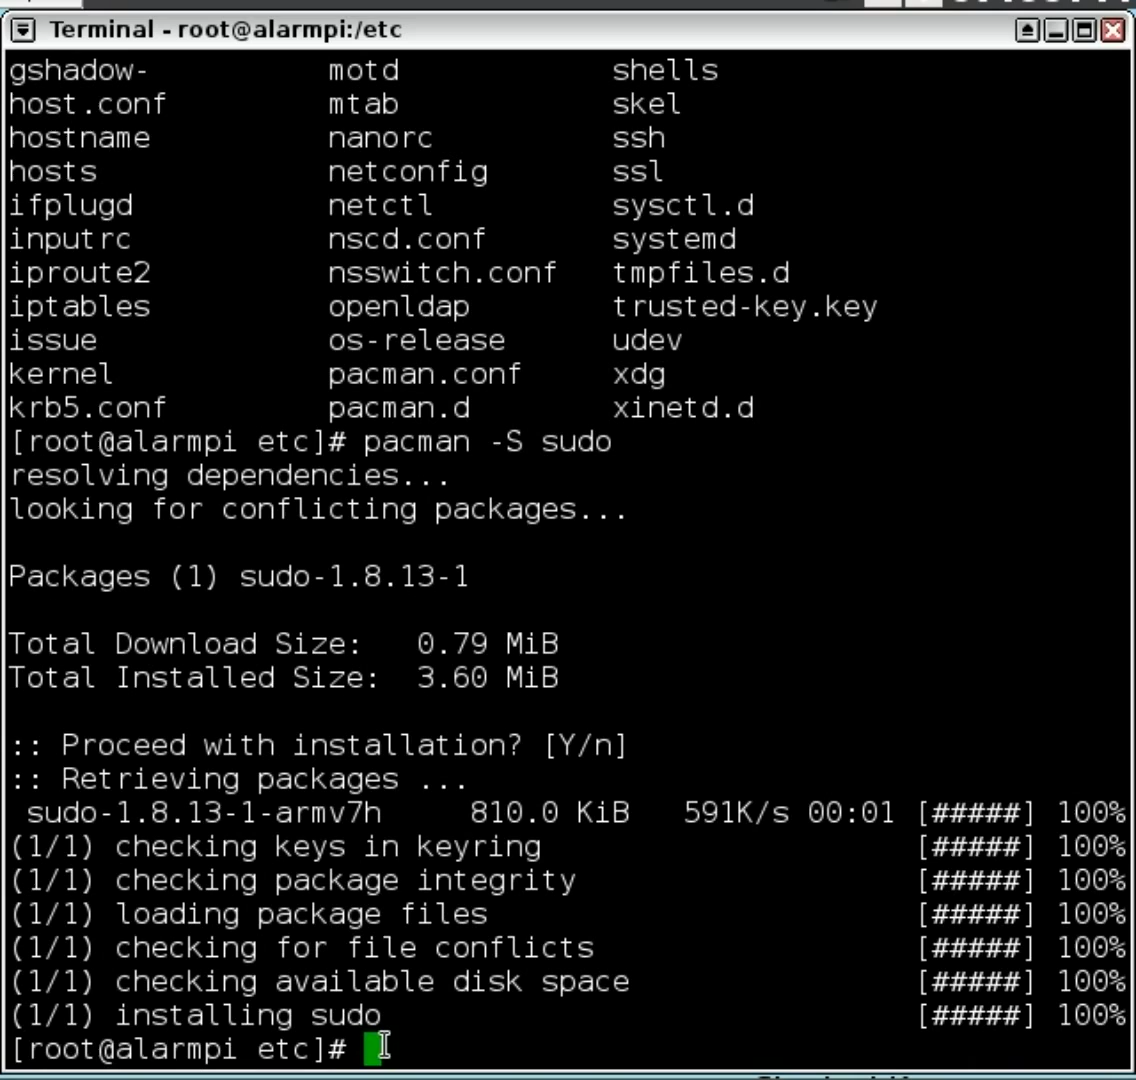 Terminal - root@alarmpi:/etc
gshadow- motd shells
host.conf mtab skel
hostname nanorc ssh
hosts netconfig ssl
ifplugd netctl sysctl.d
inputrc nscd.conf systemd
iproute2 nsswitch.conf tmpfiles.d
iptables openldap trusted-key.key
issue os-release udev
kernel pacman.conf xdg
krb5.conf pacman.d xinetd.d
[root@alarmpi etc]# pacman -S sudo
resolving dependencies...
looking for conflicting packages...
Packages (1) sudo-1.8.13-1
Total Download Size: 0.79 MiB
Total Installed Size: 3.60 MiB
:: Proceed with installation? [Y/n]
:: Retrieving packages ...
sudo-1.8.13-1-armv7h 810.0 KiB 591K/s 00:01 [#####] 100%
(1/1) checking keys in keyring [#####] 100%
(1/1) checking package integrity [#####] 100%
(1/1) loading package files [#####] 100%
(1/1) checking for file conflicts [#####] 100%
(1/1) checking available disk space [#####] 100%
(1/1) installing sudo [#####] 100%
[root@alarmpi etc]#